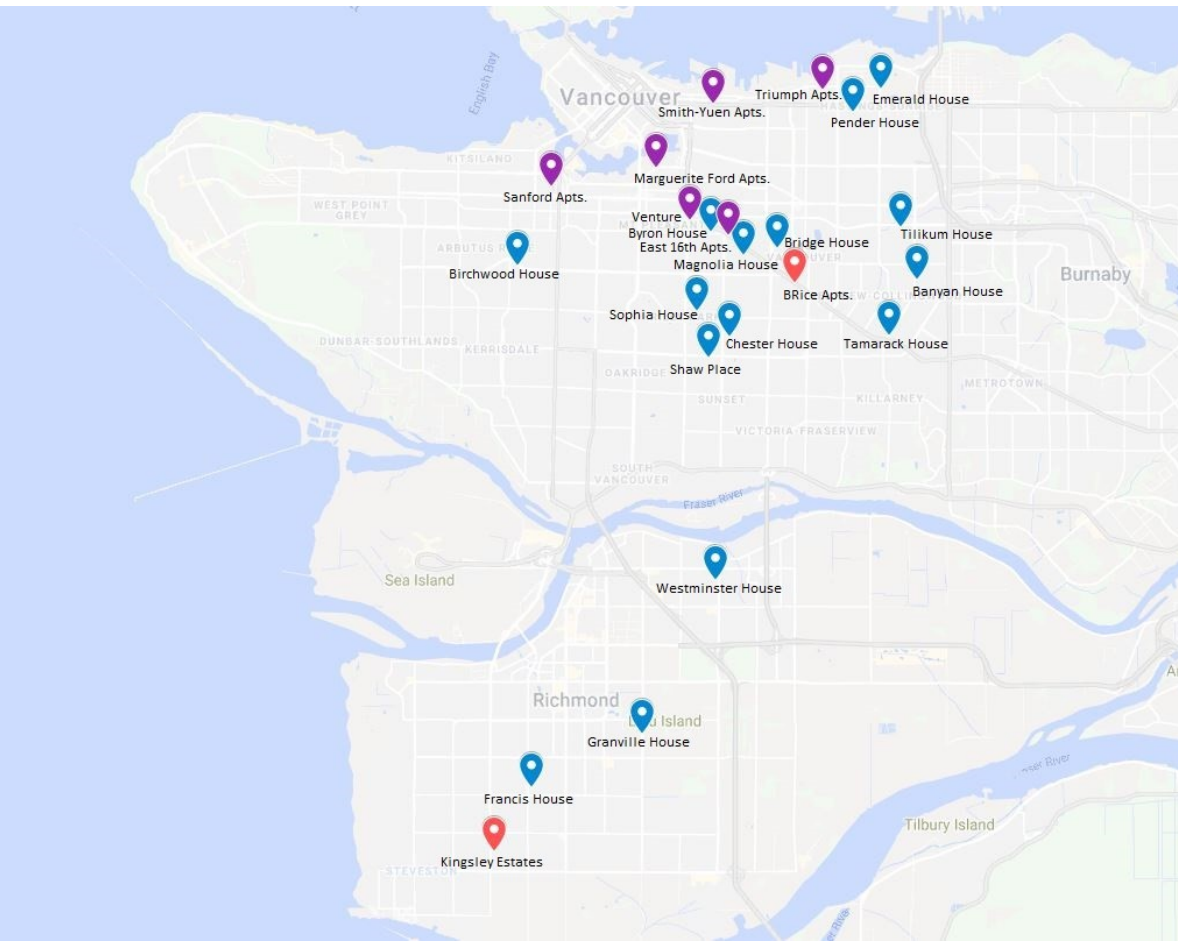 English Bay
Vancouver
Triumph Apts.
Emerald House
Smith-Yuen Apts.
Pender House
KITSILANO
Marguerite Ford Apts.
Sanford Apts.
WEST POINT
GREY
Venture
Byron House
Tilikum House
East 16th Apts.
Bridge House
Birchwood House
Magnolia House
VANCOUVER
Burnaby
Banyan House
BRice Apts.
Sophia House
DUNBAR-SOUTHLANDS
KERRISDALE
Chester House
Tamarack House
Shaw Place
OAKRIDGE
METROTOWN
SUNSET
KILLARNEY
VICTORIA-FRASERVIEW
SOUTH
VANCOUVER
Fraser River
Sea Island
Westminster House
Richmond
Island
Granville House
River
Francis House
Tilbury Island
Kingsley Estates
STEVESTON
River